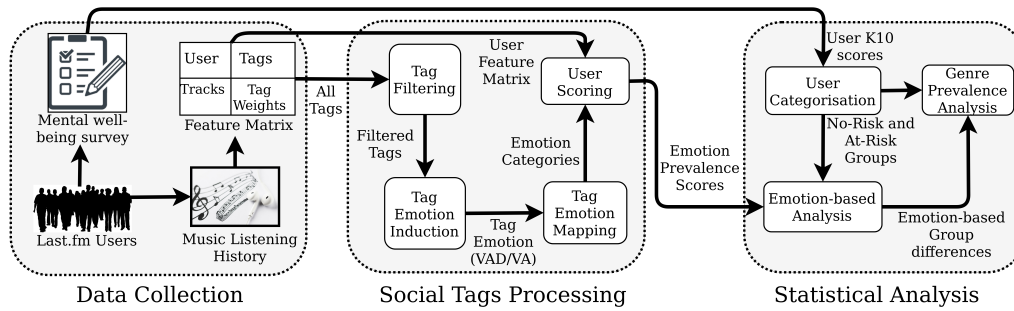 Mental well-
being survey
User
Tags
Tracks
Tag
Weights
Feature Matrix
Last.fm Users
Music Listening
History
Data Collection
All
Tags
Tag
Filtering
Filtered
Tags
Tag
Emotion
Induction
Tag
Emotion
(VAD/VA)
Tag
Emotion
Mapping
Emotion
Categories
User
Feature
Matrix
User
Scoring
Social Tags Processing
Emotion
Prevalence
Scores
User K10
scores
User
Categorisation
Genre
Prevalence
Analysis
No-Risk and
At-Risk
Groups
Emotion-based
Analysis
Emotion-based
Group
differences
Statistical Analysis